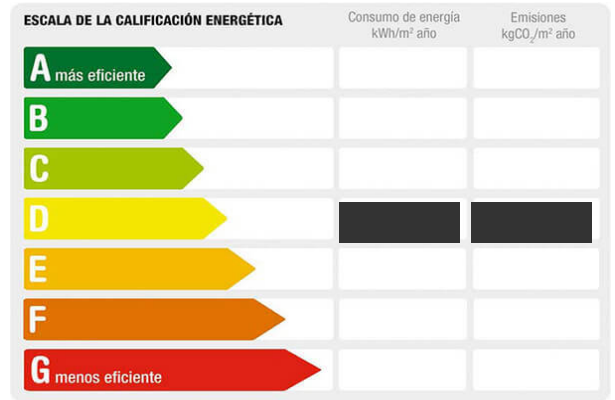 ESCALA DE LA CALIFICACIÓN ENERGÉTICA
Consumo de energía
kWh/m² año
Emisiones
kgCO₂/m² año
A más eficiente
B
C
D
E
F
G menos eficiente